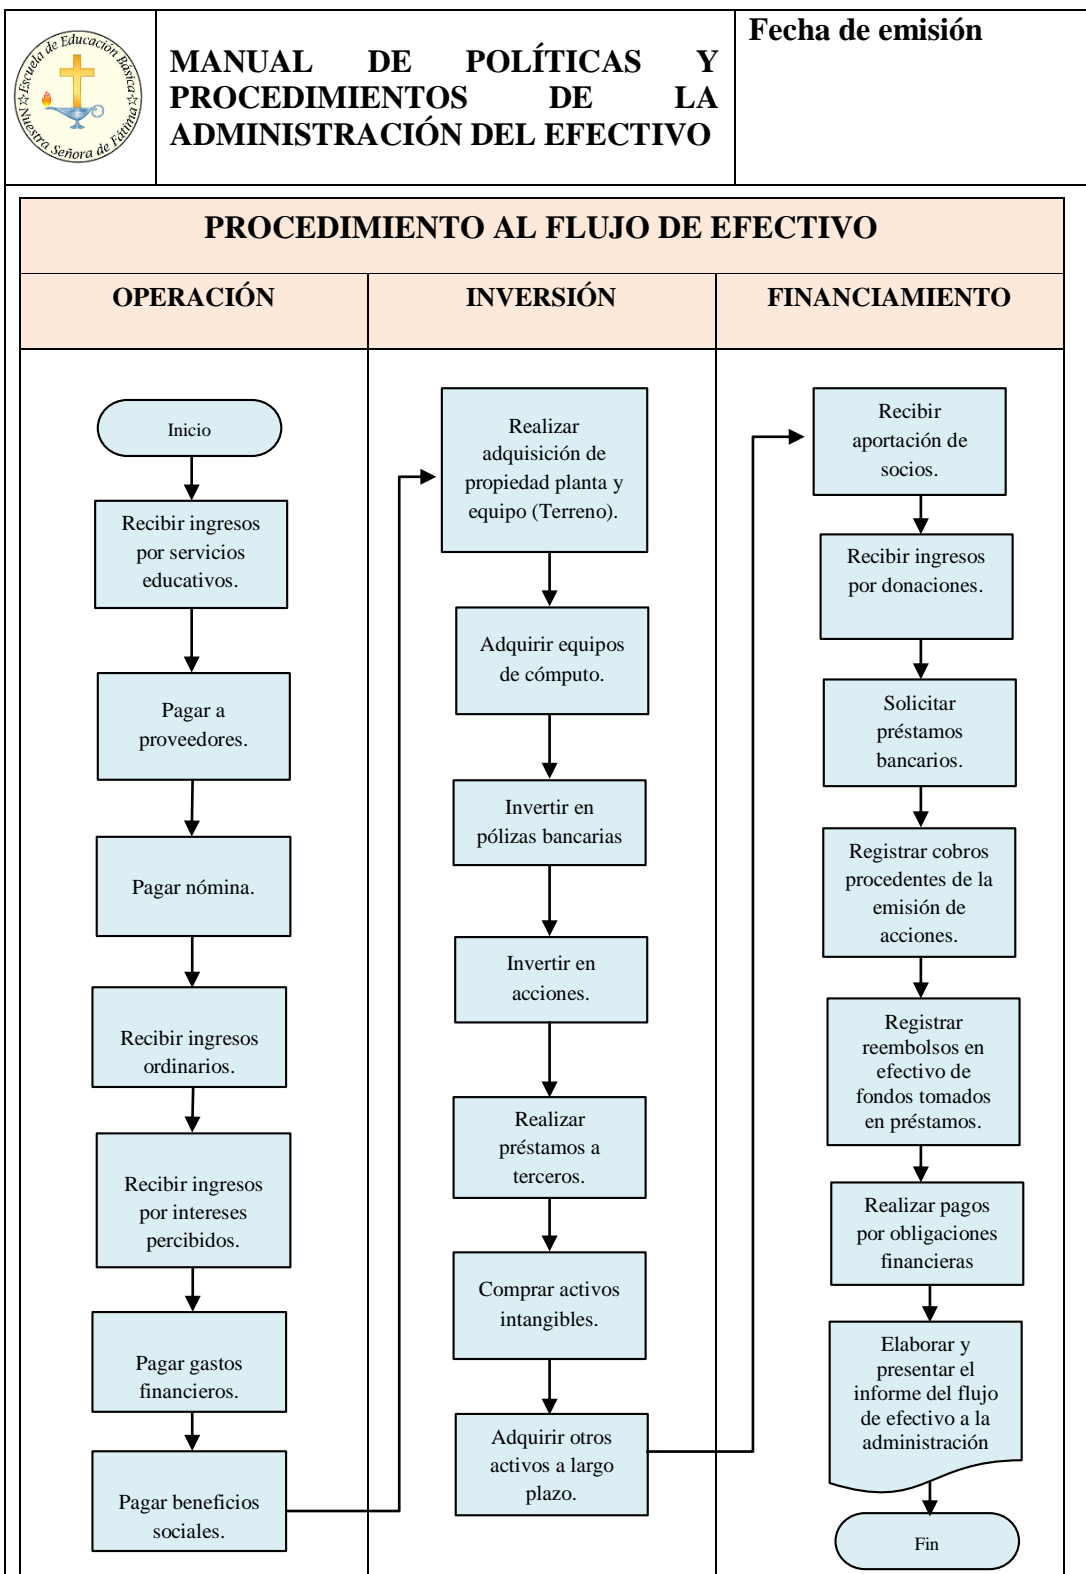 Escuela de Educación Básica
Nuestra Señora de Fátima
MANUAL DE POLÍTICAS Y
PROCEDIMIENTOS DE LA
ADMINISTRACIÓN DEL EFECTIVO
Fecha de emisión
PROCEDIMIENTO AL FLUJO DE EFECTIVO
OPERACIÓN
INVERSIÓN
FINANCIAMIENTO
Inicio
Recibir ingresos
por servicios
educativos.
Pagar a
proveedores.
Pagar nómina.
Recibir ingresos
ordinarios.
Recibir ingresos
por intereses
percibidos.
Pagar gastos
financieros.
Pagar beneficios
sociales.
Realizar
adquisición de
propiedad planta y
equipo (Terreno).
Adquirir equipos
de cómputo.
Invertir en
pólizas bancarias
Invertir en
acciones.
Realizar
préstamos a
terceros.
Comprar activos
intangibles.
Adquirir otros
activos a largo
plazo.
Recibir
aportación de
socios.
Recibir ingresos
por donaciones.
Solicitar
préstamos
bancarios.
Registrar cobros
procedentes de la
emisión de
acciones.
Registrar
reembolsos en
efectivo de
fondos tomados
en préstamos.
Realizar pagos
por obligaciones
financieras
Elaborar y
presentar el
informe del flujo
de efectivo a la
administración
Fin